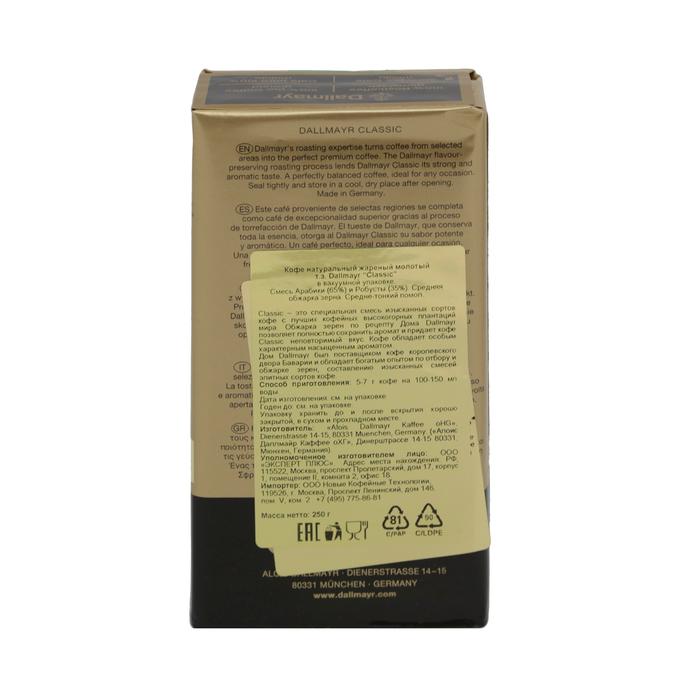 Dallmayr
DALLMAYR CLASSIC
EN Dallmayr's roasting expertise turns coffee from selected
areas into the perfect premium coffee. The Dallmayr flavour-
preserving roasting process lends Dallmayr Classic its strong and
aromatic taste. A perfectly balanced coffee, ideal for any occasion.
Seal tightly and store in a cool, dry place after opening.
Made in Germany.
ES Este café proveniente de selectas regiones se completa
como café de excepcionalidad superior gracias al proceso
de torrefacción de Dallmayr. El tueste de Dallmayr, que conserva
toda la esencia, otorga al Dallmayr Classic su sabor potente
y aromático. Un café perfecto, ideal para cualquier ocasión.
Кофе натуральный жареный молотый
т.з. Dallmayr "Classic"
в вакуумной упаковке.
Смесь Арабики (65%) и Робусты (35%). Средняя
обжарка зерна. Средне-тонкий помол.
Classic – это специальная смесь изысканных сортов
кофе с лучших кофейных высокогорных плантаций
мира. Обжарка зерен по рецепту Дома Dallmayr
позволяет полностью сохранить аромат и придает кофе
Classic неповторимый вкус. Кофе обладает особым
характерным насыщенным ароматом.
Дом Dallmayr был поставщиком кофе королевского
двора Баварии и обладает богатым опытом по отбору и
обжарке зерен, составлению изысканных смесей
элитных сортов кофе.
Способ приготовления: 5-7 г кофе на 100-150 мл
воды.
Дата изготовления: см. на упаковке.
Годен до: см. на упаковке.
Упаковку хранить до и после вскрытия хорошо
закрытой, в сухом и прохладном месте.
Изготовитель: «Alois Dallmayr Kaffee oHG»,
Dienerstrasse 14-15, 80331 Muenchen, Germany. («Алоис
Даллмайр Каффее оХГ», Динерштрассе 14-15, 80331
Мюнхен, Германия)
Уполномоченное изготовителем лицо: ООО
«ЭКСПЕРТ ПЛЮС». Адрес места нахождения: РФ,
115522, Москва, проспект Пролетарский, дом 17, корпус
1, помещение II, комната 2, офис 18.
Импортер: ООО Новые Кофейные Технологии,
119526, г. Москва, Проспект Ленинский, дом 146,
пом. V, ком. 2 +7 (495) 775-86-81
Масса нетто: 250 г
EAC
81
C/PAP
90
C/LDPE
IT
GR
DALLMAYR · DIENERSTRASSE 14–15
80331 MÜNCHEN · GERMANY
www.dallmayr.com